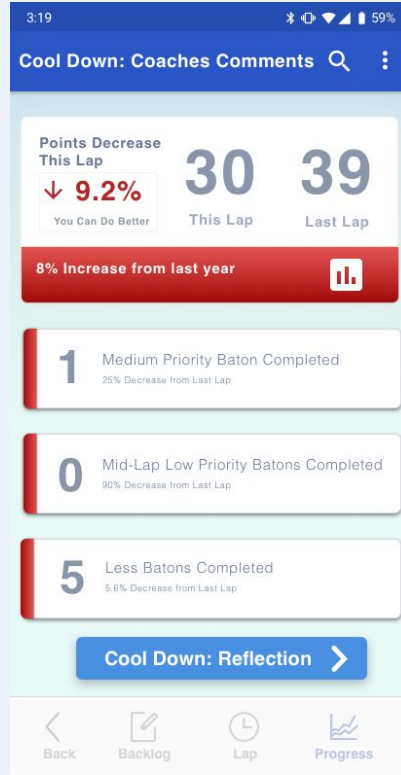 3:19 59%
Cool Down: Coaches Comments
Points Decrease
This Lap
9.2%
You Can Do Better
30
This Lap
39
Last Lap
8% Increase from last year
1
Medium Priority Baton Completed
25% Decrease from Last Lap
0
Mid-Lap Low Priority Batons Completed
90% Decrease from Last Lap
5
Less Batons Completed
5.6% Decrease from Last Lap
Cool Down: Reflection
Back Backlog Lap Progress